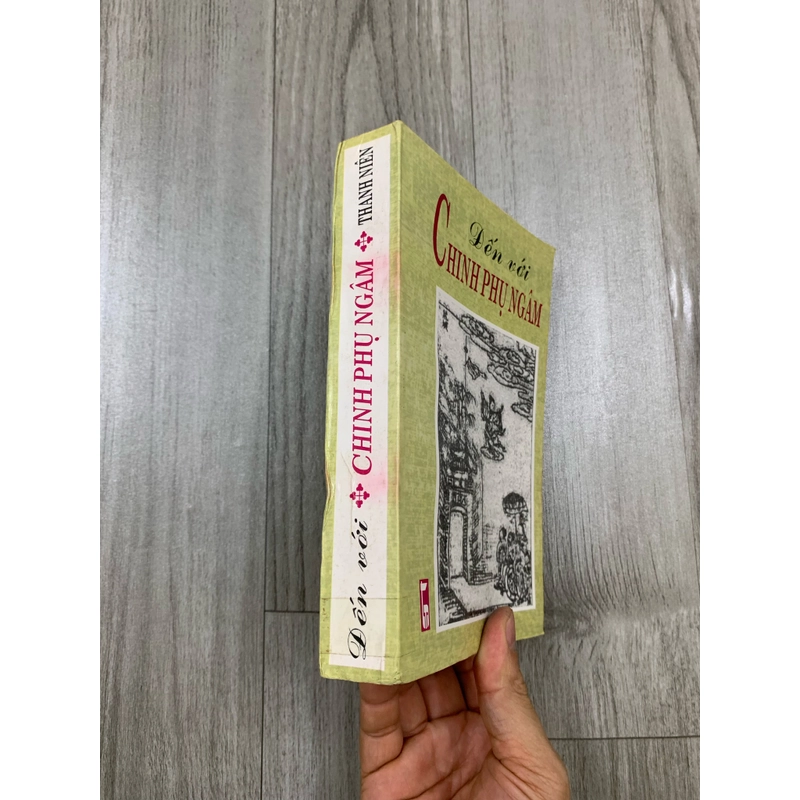 Đến với
CHINH PHỤ NGÂM
Đến với CHINH PHỤ NGÂM THANH NIÊN